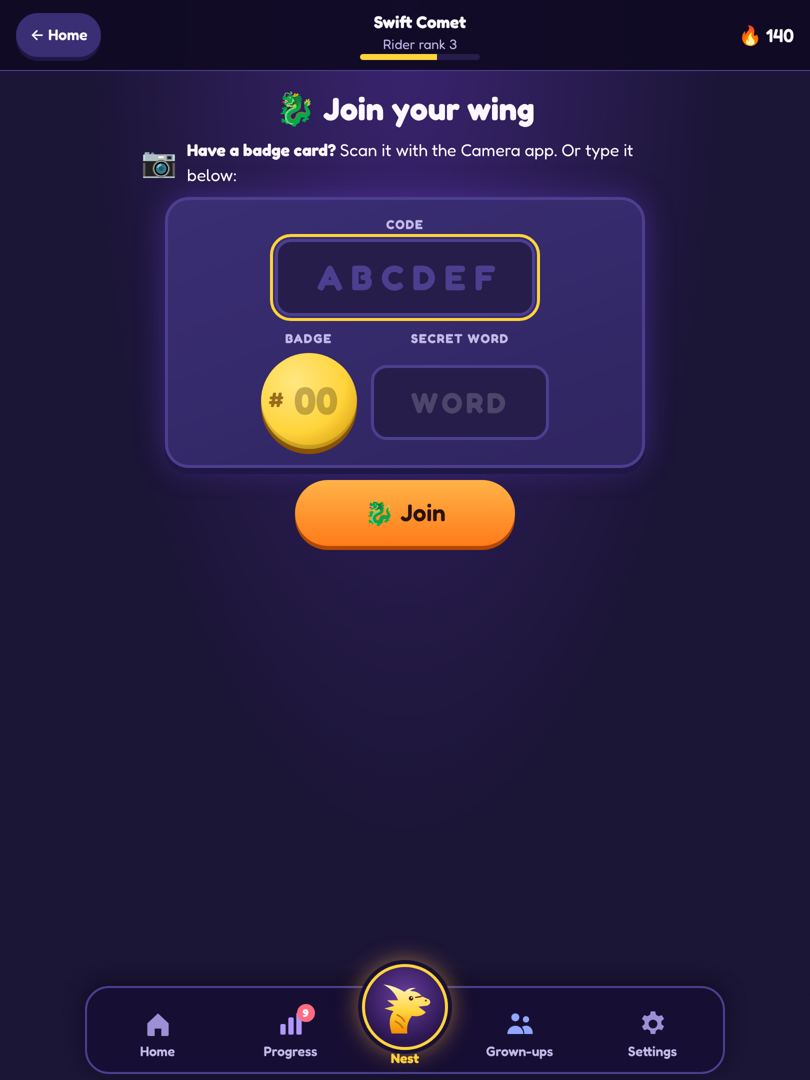 ← Home
Swift Comet
Rider rank 3
140
Join your wing
Have a badge card? Scan it with the Camera app. Or type it
below:
CODE
ABCDEF
BADGE
SECRET WORD
# 00
WORD
Join
Home
9
Progress
Nest
Grown-ups
Settings